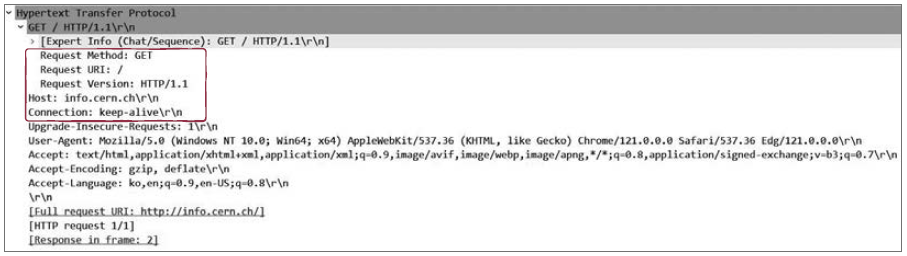 Hypertext Transfer Protocol
GET / HTTP/1.1\r\n
[Expert Info (Chat/Sequence): GET / HTTP/1.1\r\n]
Request Method: GET
Request URI: /
Request Version: HTTP/1.1
Host: info.cern.ch\r\n
Connection: keep-alive\r\n
Upgrade-Insecure-Requests: 1\r\n
User-Agent: Mozilla/5.0 (Windows NT 10.0; Win64; x64) AppleWebKit/537.36 (KHTML, like Gecko) Chrome/121.0.0.0 Safari/537.36 Edg/121.0.0.0\r\n
Accept: text/html,application/xhtml+xml,application/xml;q=0.9,image/avif,image/webp,image/apng,*/*;q=0.8,application/signed-exchange;v=b3;q=0.7\r\n
Accept-Encoding: gzip, deflate\r\n
Accept-Language: ko,en;q=0.9,en-US;q=0.8\r\n
\r\n
[Full request URI: http://info.cern.ch/]
[HTTP request 1/1]
[Response in frame: 2]